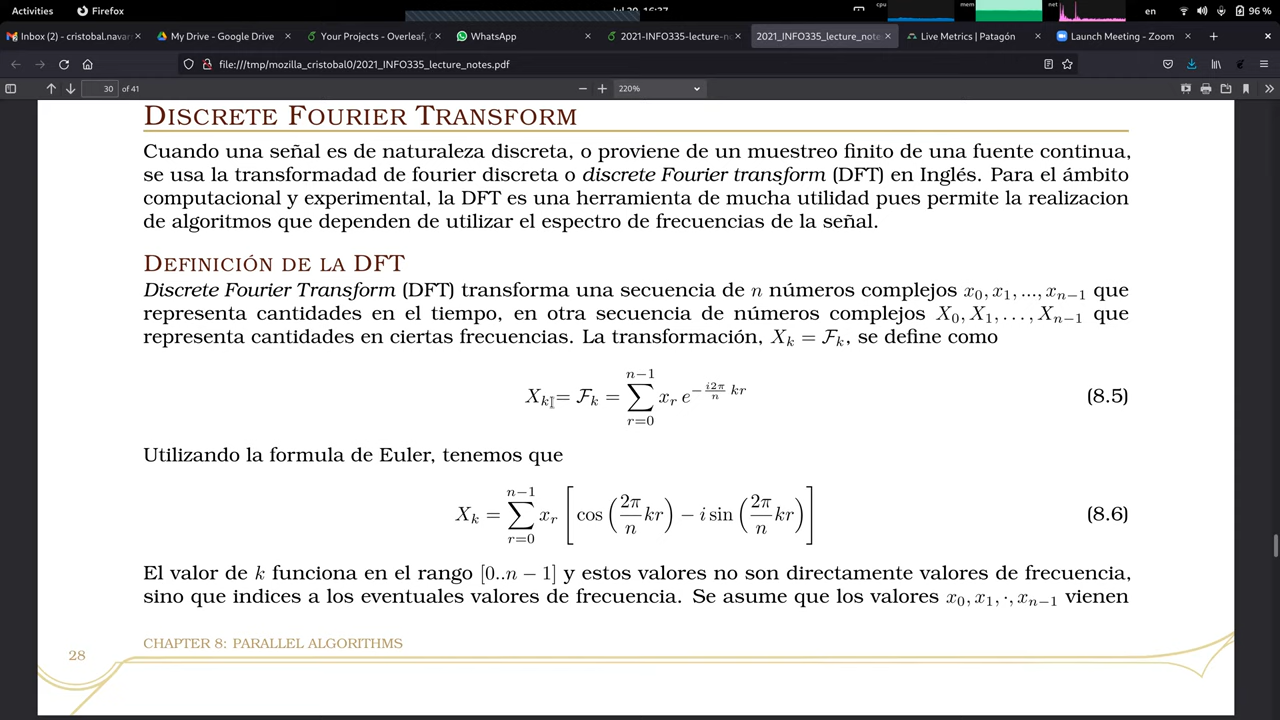 Activities Firefox cpu mem net en 96 %
Inbox (2) - cristobal.navar My Drive - Google Drive Your Projects - Overleaf, WhatsApp 2021-INFO335-lecture-n 2021_INFO335_lecture_note Live Metrics | Patagón Launch Meeting - Zoom
file:///tmp/mozilla_cristobal0/2021_INFO335_lecture_notes.pdf
30 of 41 220%
DISCRETE FOURIER TRANSFORM
Cuando una señal es de naturaleza discreta, o proviene de un muestreo finito de una fuente continua,
se usa la transformadad de fourier discreta o discrete Fourier transform (DFT) en Inglés. Para el ámbito
computacional y experimental, la DFT es una herramienta de mucha utilidad pues permite la realizacion
de algoritmos que dependen de utilizar el espectro de frecuencias de la señal.
DEFINICIÓN DE LA DFT
Discrete Fourier Transform (DFT) transforma una secuencia de n números complejos x_0, x_1, ..., x_{n−1} que
representa cantidades en el tiempo, en otra secuencia de números complejos X_0, X_1, . . . , X_{n−1} que
representa cantidades en ciertas frecuencias. La transformación, X_k = F_k, se define como
X_k = F_k = ∑_{r=0}^{n−1} x_r e^{−\frac{i2π}{n} kr} (8.5)
Utilizando la formula de Euler, tenemos que
X_k = ∑_{r=0}^{n−1} x_r [cos(\frac{2π}{n}kr) − i sin(\frac{2π}{n}kr)] (8.6)
El valor de k funciona en el rango [0..n − 1] y estos valores no son directamente valores de frecuencia,
sino que indices a los eventuales valores de frecuencia. Se asume que los valores x_0, x_1, ·, x_{n−1} vienen
CHAPTER 8: PARALLEL ALGORITHMS
28